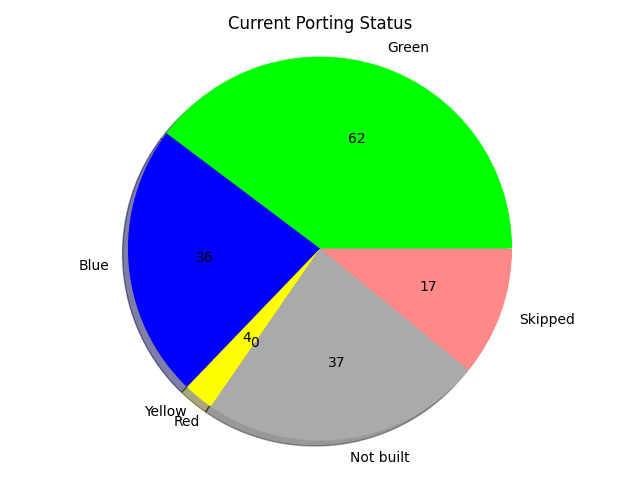 Current Porting Status
Green
62
Blue
36
Yellow
4
Red
0
Not built
37
Skipped
17